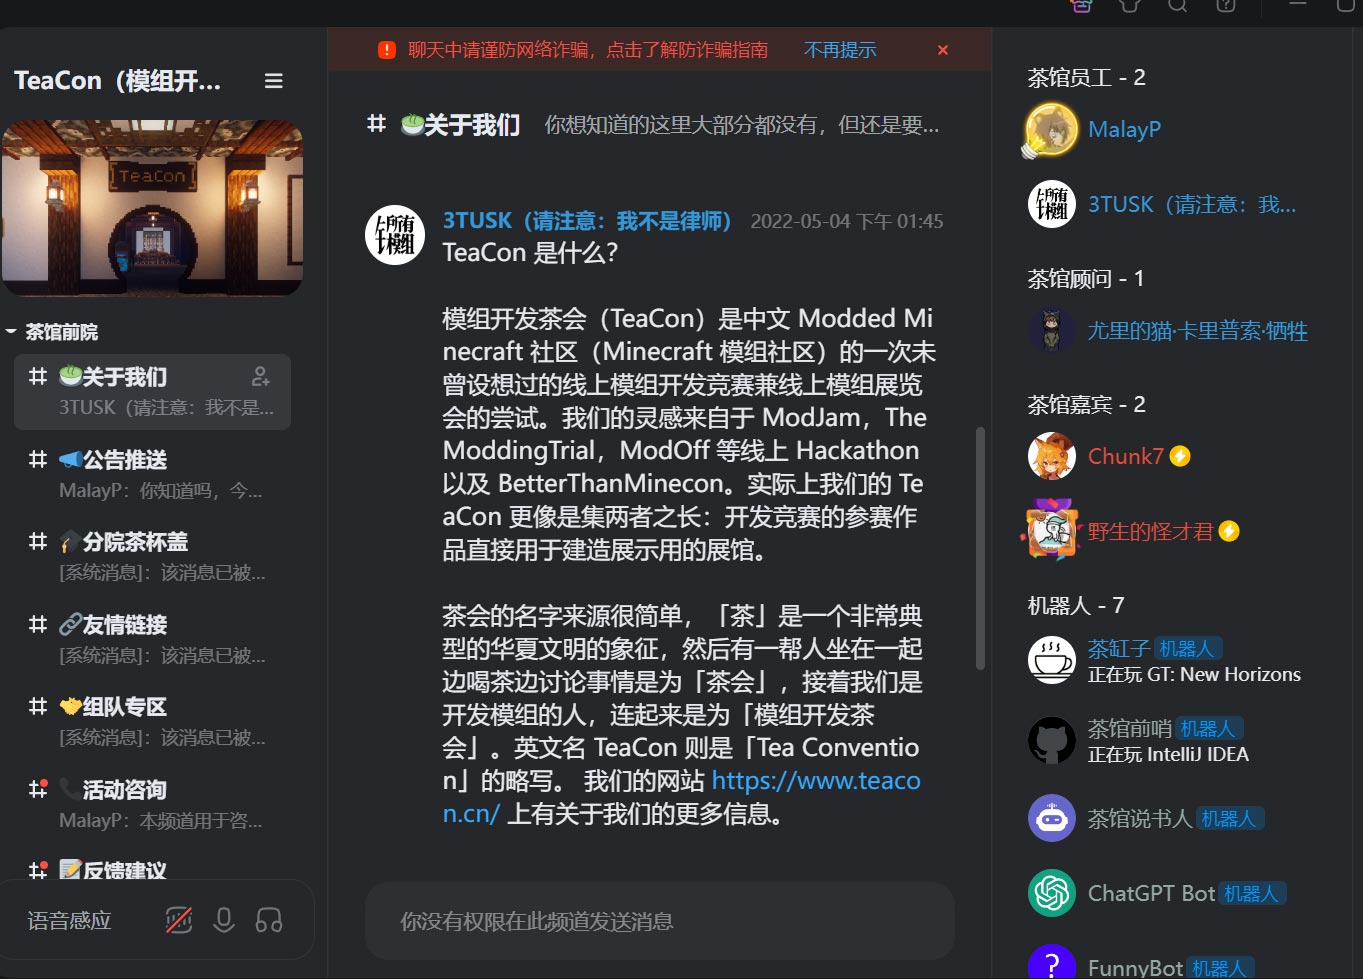 TeaCon（模组开...
TeaCon
茶馆前院
关于我们
3TUSK（请注意：我不是...
公告推送
MalayP：你知道吗，今...
分院茶杯盖
[系统消息]：该消息已被...
友情链接
[系统消息]：该消息已被...
组队专区
[系统消息]：该消息已被...
活动咨询
MalayP：本频道用于咨...
反馈建议
语音感应
聊天中请谨防网络诈骗，点击了解防诈骗指南 不再提示
# 关于我们 你想知道的这里大部分都没有，但还是要...
3TUSK（请注意：我不是律师） 2022-05-04 下午 01:45
TeaCon 是什么？
模组开发茶会（TeaCon）是中文 Modded Mi
necraft 社区（Minecraft 模组社区）的一次未
曾设想过的线上模组开发竞赛兼线上模组展览
会的尝试。我们的灵感来自于 ModJam，The
ModdingTrial，ModOff 等线上 Hackathon
以及 BetterThanMinecon。实际上我们的 Te
aCon 更像是集两者之长：开发竞赛的参赛作
品直接用于建造展示用的展馆。
茶会的名字来源很简单，「茶」是一个非常典
型的华夏文明的象征，然后有一帮人坐在一起
边喝茶边讨论事情是为「茶会」，接着我们是
开发模组的人，连起来是为「模组开发茶
会」。英文名 TeaCon 则是「Tea Conventio
n」的略写。 我们的网站 https://www.teaco
n.cn/ 上有关于我们的更多信息。
你没有权限在此频道发送消息
茶馆员工 - 2
MalayP
3TUSK（请注意：我...
茶馆顾问 - 1
尤里的猫·卡里普索·牺牲
茶馆嘉宾 - 2
Chunk7
野生的怪才君
机器人 - 7
茶缸子 机器人
正在玩 GT: New Horizons
茶馆前哨 机器人
正在玩 IntelliJ IDEA
茶馆说书人 机器人
ChatGPT Bot 机器人
FunnyBot 机器人